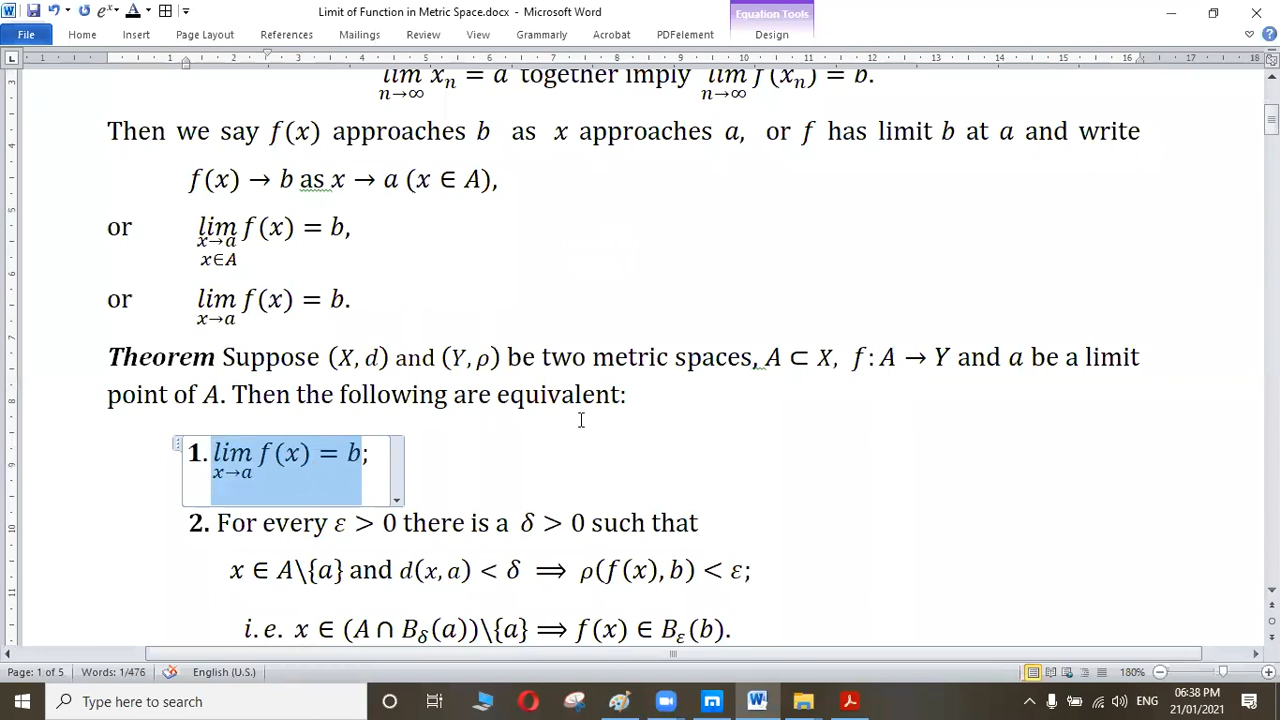 Limit of Function in Metric Space.docx - Microsoft Word
Equation Tools
File Home Insert Page Layout References Mailings Review View Grammarly Acrobat PDFelement Design
lim xₙ = a together imply lim f(xₙ) = b.
n→∞ n→∞
Then we say f(x) approaches b as x approaches a, or f has limit b at a and write
f(x) → b as x → a (x ∈ A),
or lim f(x) = b,
x→a
x∈A
or lim f(x) = b.
x→a
Theorem Suppose (X, d) and (Y, ρ) be two metric spaces, A ⊂ X, f: A → Y and a be a limit
point of A. Then the following are equivalent:
1. lim f(x) = b;
x→a
2. For every ε > 0 there is a δ > 0 such that
x ∈ A\{a} and d(x, a) < δ ⟹ ρ(f(x), b) < ε;
i.e. x ∈ (A ∩ B_δ(a))\{a} ⟹ f(x) ∈ B_ε(b).
Page: 1 of 5 Words: 1/476 English (U.S.) 180%
Type here to search
ENG 06:38 PM
21/01/2021